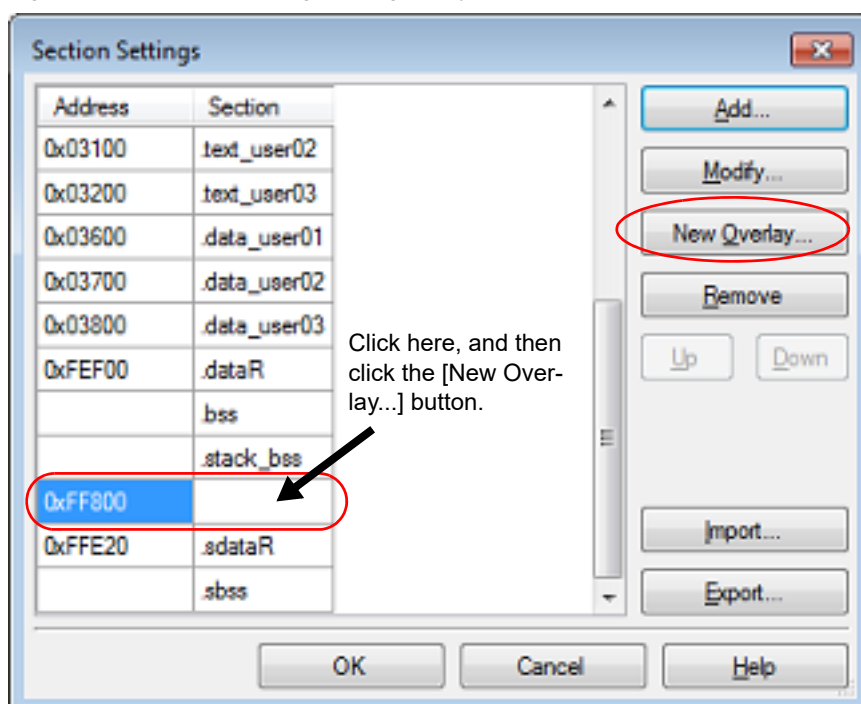 Section Settings
Address Section
0x03100 .text_user02
0x03200 .text_user03
0x03600 .data_user01
0x03700 .data_user02
0x03800 .data_user03
0xFEF00 .dataR
.bss
.stack_bss
0xFF800
0xFFE20 .sdataR
.sbss
Click here, and then
click the [New Over-
lay...] button.
Add...
Modify...
New Overlay...
Remove
Up Down
Import...
Export...
OK Cancel Help